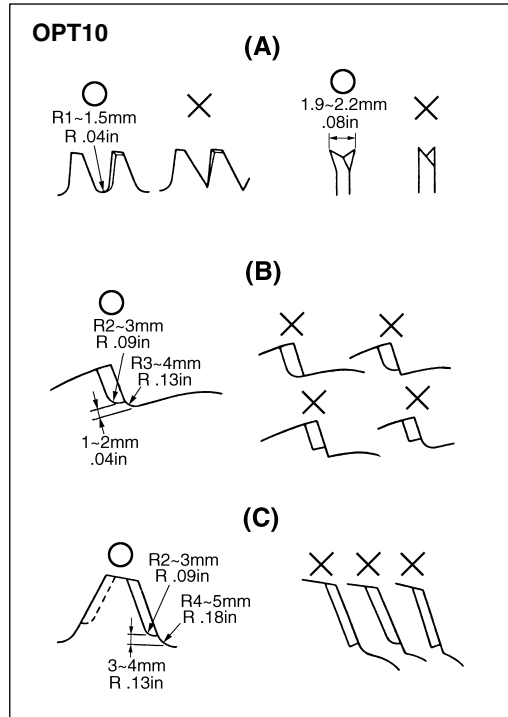 OPT10
(A)
R1~1.5mm
R .04in
1.9~2.2mm
.08in
(B)
R2~3mm
R .09in
R3~4mm
R .13in
1~2mm
.04in
(C)
R2~3mm
R .09in
R4~5mm
R .18in
3~4mm
R .13in